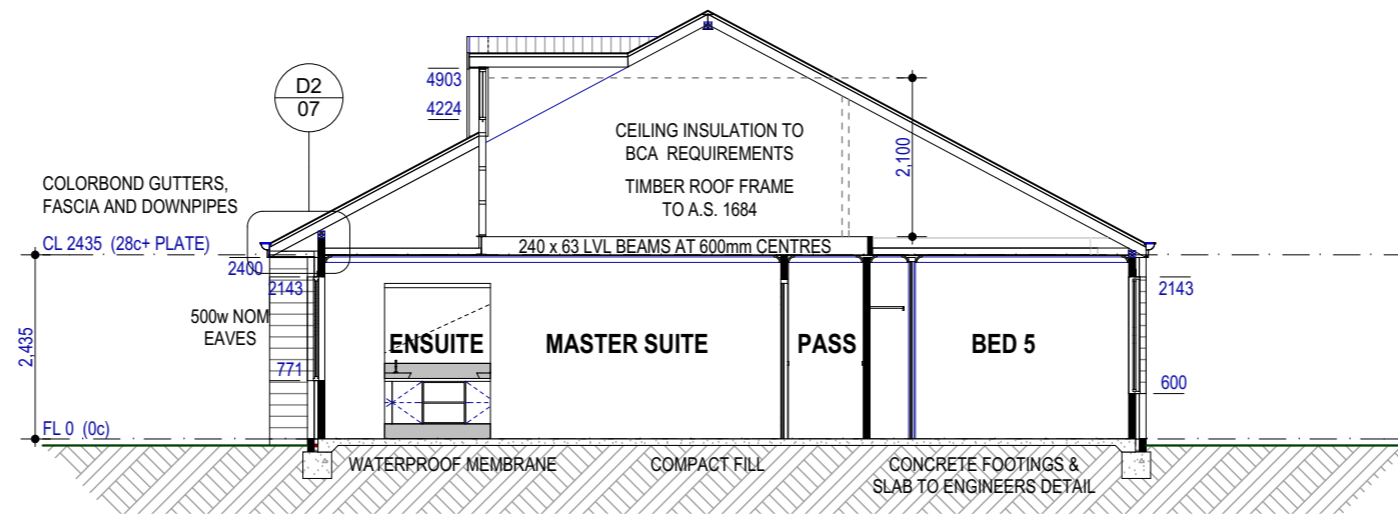 4903
4224
D2
07
CEILING INSULATION TO
BCA REQUIREMENTS
TIMBER ROOF FRAME
TO A.S. 1684
2,100
COLORBOND GUTTERS,
FASCIA AND DOWNPIPES
CL 2435 (28c+ PLATE)
240 x 63 LVL BEAMS AT 600mm CENTRES
2400
2143
2143
500w NOM
EAVES
2,435
ENSUITE
MASTER SUITE
PASS
BED 5
771
600
FL 0 (0c)
WATERPROOF MEMBRANE
COMPACT FILL
CONCRETE FOOTINGS &
SLAB TO ENGINEERS DETAIL